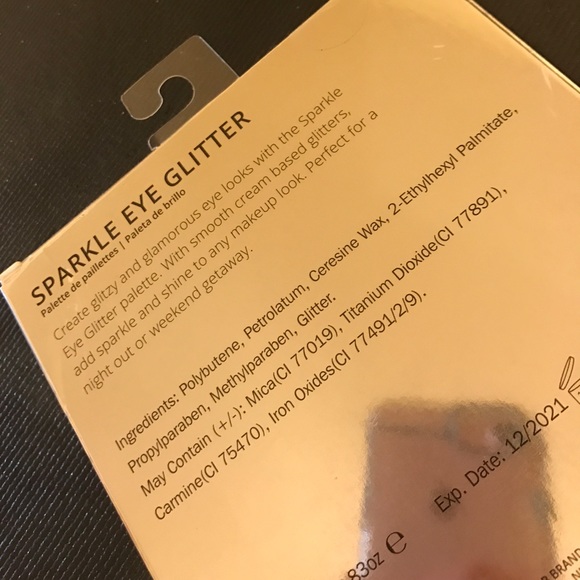 SPARKLE EYE GLITTER
Palette de paillettes | Paleta de brillo
Create glitzy and glamorous eye looks with the Sparkle
Eye Glitter palette. With smooth cream based glitters,
add sparkle and shine to any makeup look. Perfect for a
night out or weekend getaway.
Ingredients: Polybutene, Petrolatum, Ceresine Wax, 2-Ethylhexyl Palmitate,
Propylparaben, Methylparaben, Glitter.
May Contain (+/-): Mica(CI 77019), Titanium Dioxide(CI 77891),
Carmine(CI 75470), Iron Oxides(CI 77491/2/9).
83oz e
Exp. Date: 12/2021
BRAND